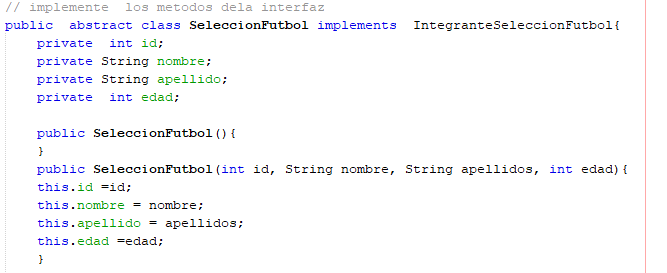 // implemente  los metodos dela interfaz
public  abstract class SeleccionFutbol implements  IntegranteSeleccionFutbol{
    private  int id;
    private String nombre;
    private String apellido;
    private  int edad;

    public SeleccionFutbol(){
    }
    public SeleccionFutbol(int id, String nombre, String apellidos, int edad){
    this.id =id;
    this.nombre = nombre;
    this.apellido = apellidos;
    this.edad =edad;
    }